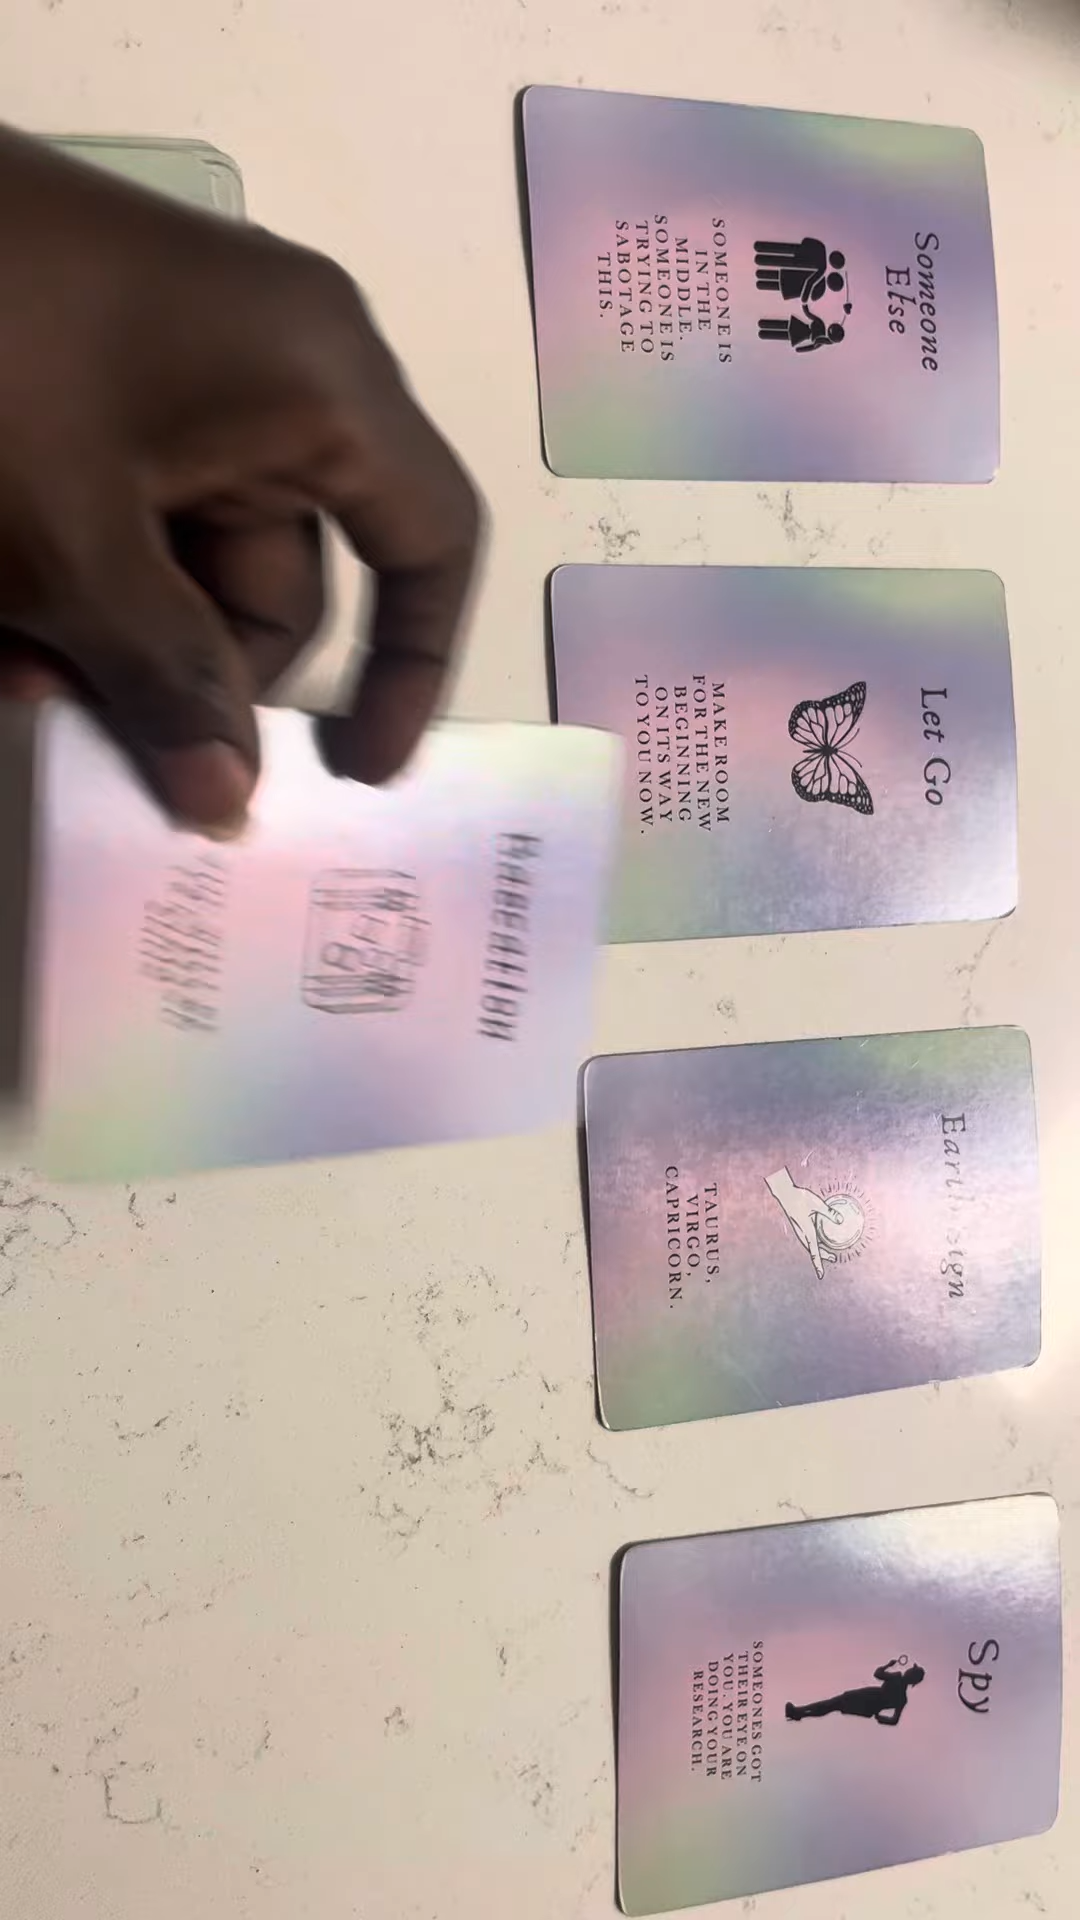 Someone
Else
SOMEONE IS
IN THE
MIDDLE.
SOMEONE IS
TRYING TO
SABOTAGE
THIS.
Let Go
MAKE ROOM
FOR THE NEW
BEGINNING
ON ITS WAY
TO YOU NOW.
Earth Sign
TAURUS,
VIRGO,
CAPRICORN.
Spy
SOMEONES GOT
THEIR EYE ON
YOU. YOU ARE
DOING YOUR
RESEARCH.